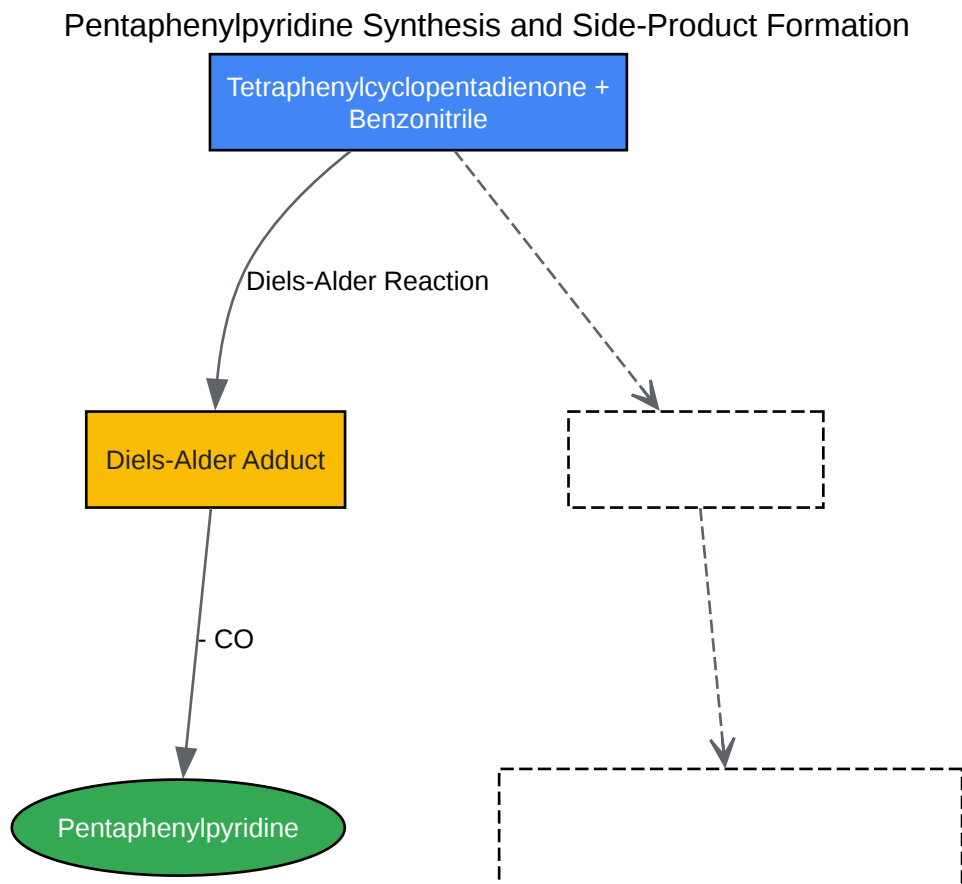 Pentaphenylpyridine Synthesis and Side-Product Formation
Tetraphenylcyclopentadienone +
Benzonitrile
Diels-Alder Reaction
Diels-Alder Adduct
- CO
Pentaphenylpyridine